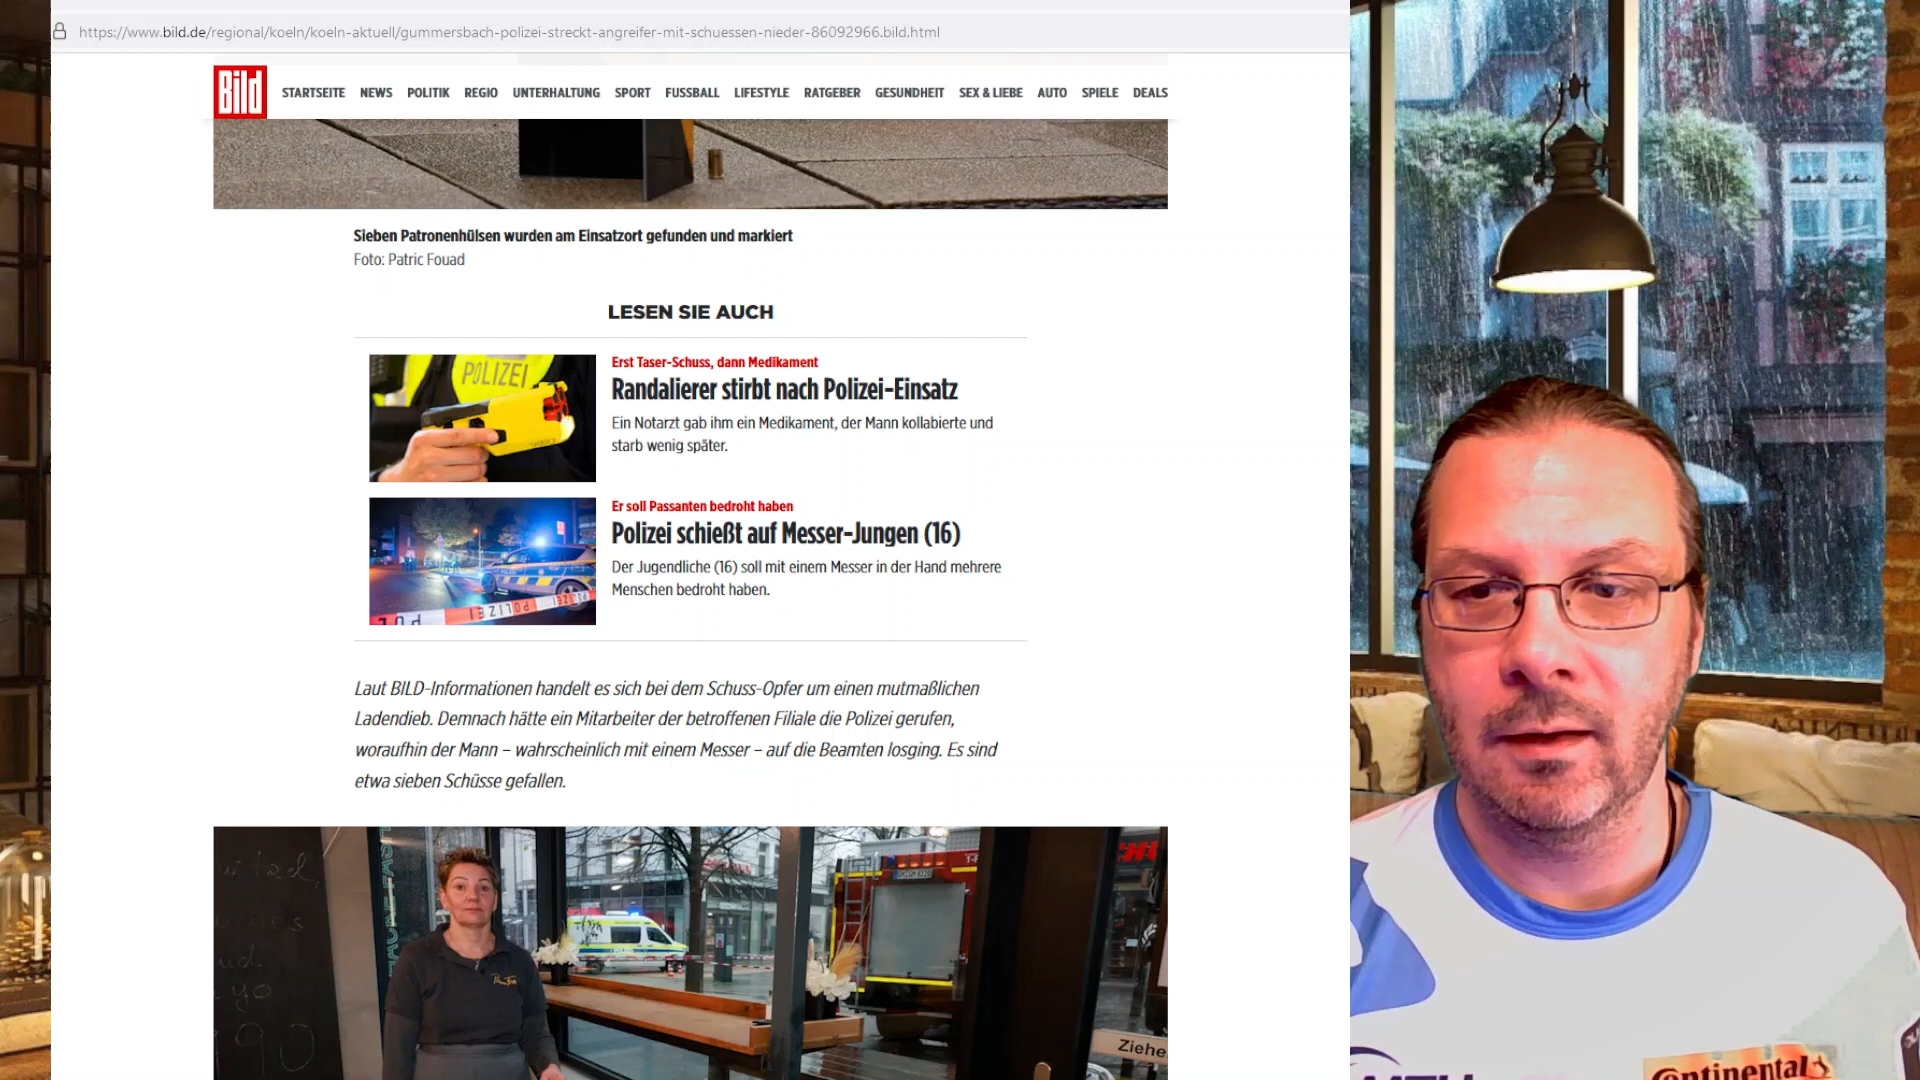 https://www.bild.de/regional/koeln/koeln-aktuell/gummersbach-polizei-streckt-angreifer-mit-schuessen-nieder-86092966.bild.html
Bild STARTSEITE NEWS POLITIK REGIO UNTERHALTUNG SPORT FUSSBALL LIFESTYLE RATGEBER GESUNDHEIT SEX & LIEBE AUTO SPIELE DEALS
Sieben Patronenhülsen wurden am Einsatzort gefunden und markiert
Foto: Patric Fouad
LESEN SIE AUCH
POLIZEI
Erst Taser-Schuss, dann Medikament
Randalierer stirbt nach Polizei-Einsatz
Ein Notarzt gab ihm ein Medikament, der Mann kollabierte und
starb wenig später.
POLIZEI
Er soll Passanten bedroht haben
Polizei schießt auf Messer-Jungen (16)
Der Jugendliche (16) soll mit einem Messer in der Hand mehrere
Menschen bedroht haben.
Laut BILD-Informationen handelt es sich bei dem Schuss-Opfer um einen mutmaßlichen
Ladendieb. Demnach hätte ein Mitarbeiter der betroffenen Filiale die Polizei gerufen,
woraufhin der Mann – wahrscheinlich mit einem Messer – auf die Beamten losging. Es sind
etwa sieben Schüsse gefallen.
Ziehe
Continental